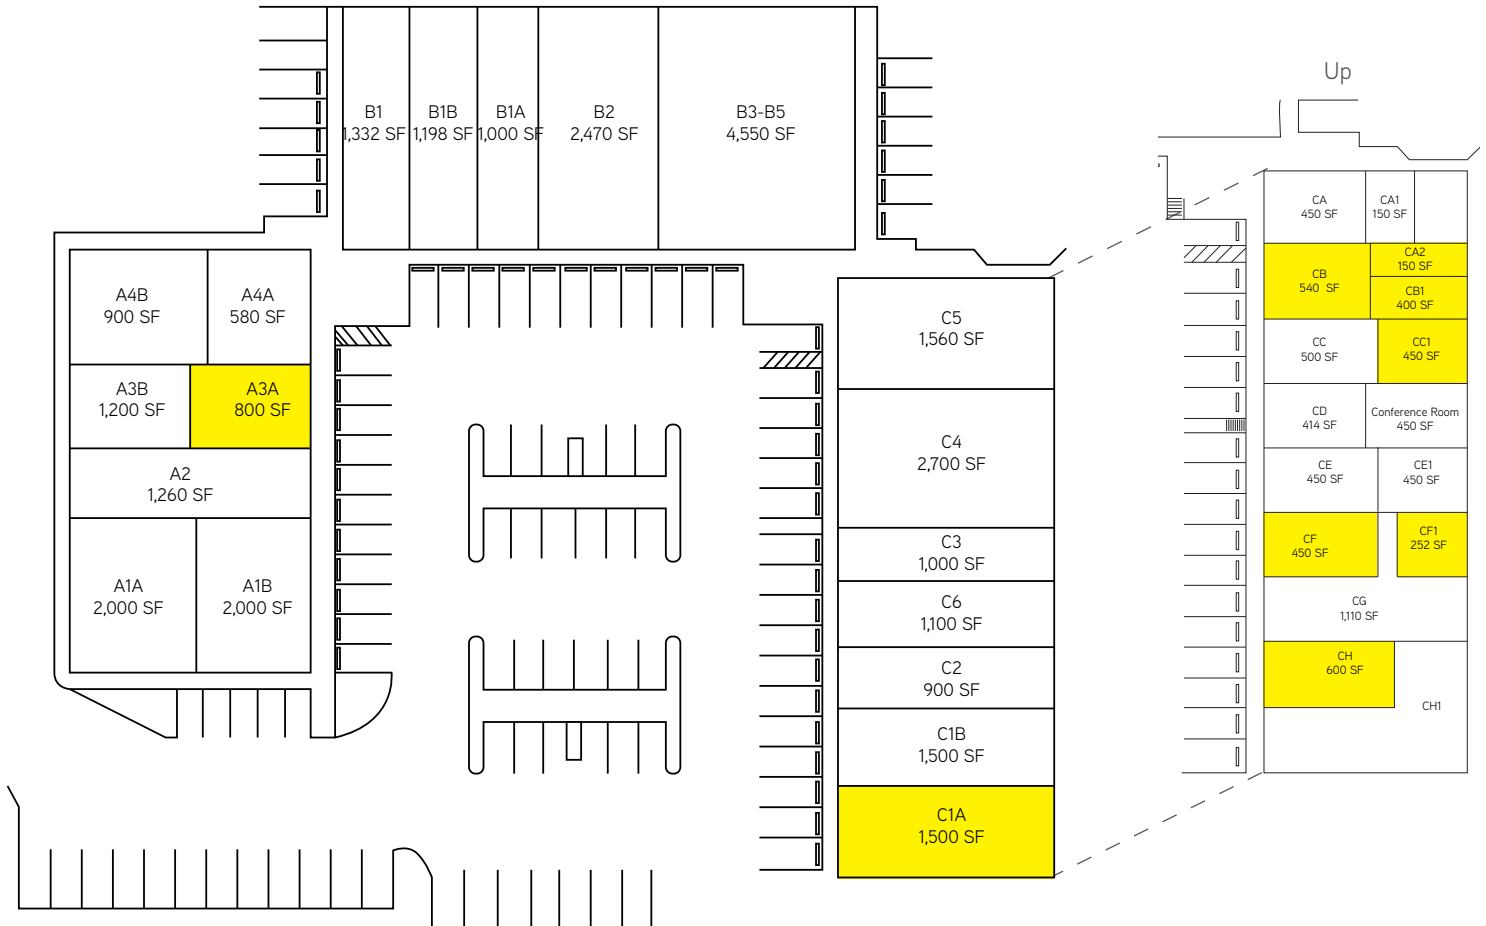 Up
B1
1,332 SF
B1B
1,198 SF
B1A
1,000 SF
B2
2,470 SF
B3-B5
4,550 SF
A4B
900 SF
A4A
580 SF
A3B
1,200 SF
A3A
800 SF
A2
1,260 SF
A1A
2,000 SF
A1B
2,000 SF
C5
1,560 SF
C4
2,700 SF
C3
1,000 SF
C6
1,100 SF
C2
900 SF
C1B
1,500 SF
C1A
1,500 SF
CA
450 SF
CA1
150 SF
CA2
150 SF
CB
540 SF
CB1
400 SF
CC
500 SF
CC1
450 SF
CD
414 SF
Conference Room
450 SF
CE
450 SF
CE1
450 SF
CF
450 SF
CF1
252 SF
CG
1,110 SF
CH
600 SF
CH1